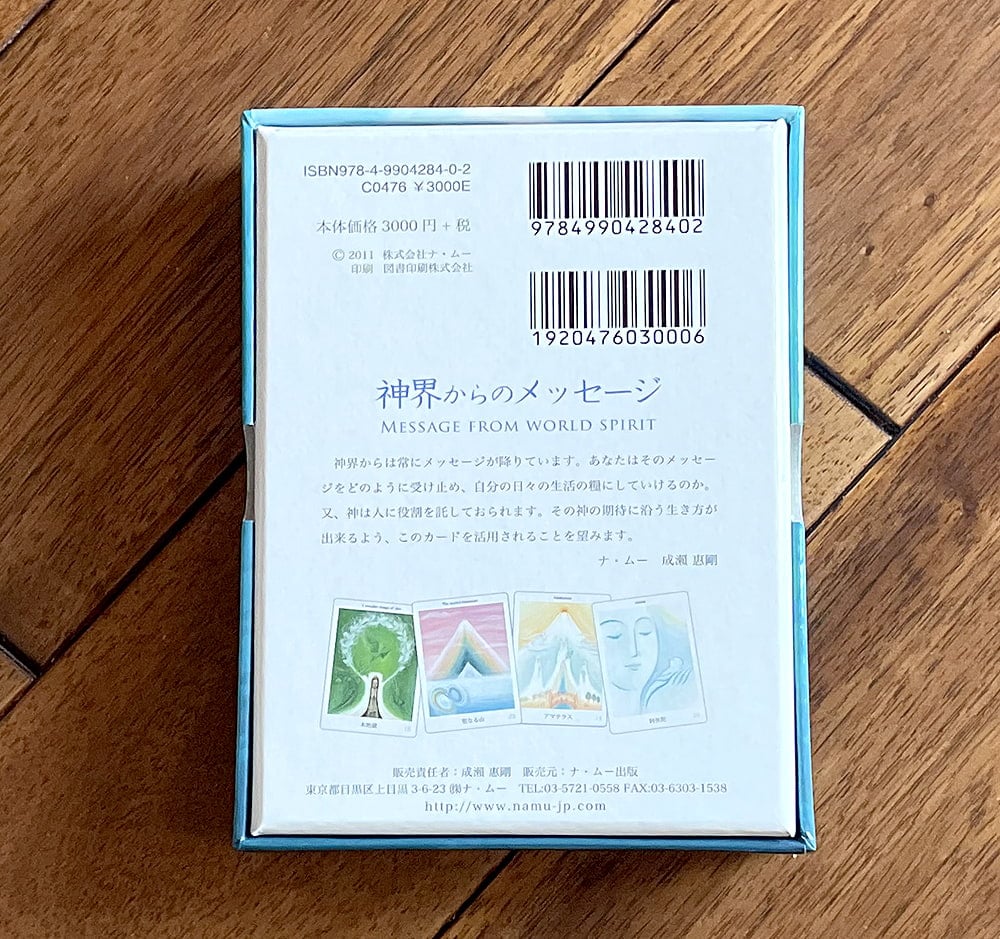 ISBN978-4-9904284-0-2
C0476 ¥3000E
本体価格 3000 円 + 税
© 2011 株式会社ナ・ムー
印刷 図書印刷株式会社
9784990428402
1920476030006
神界からのメッセージ
MESSAGE FROM WORLD SPIRIT
神界からは常にメッセージが降りています。あなたはそのメッセー
ジをどのように受け止め、自分の日々の生活の糧にしていけるのか。
又、神は人に役割を託しておられます。その神の期待に沿う生き方が
出来るよう、このカードを活用されることを望みます。
ナ・ムー 成瀬 惠剛
聖なる山
アマテラス
販売責任者：成瀬 惠剛 販売元：ナ・ムー出版
東京都目黒区上目黒 3-6-23 ㈱ナ・ムー TEL:03-5721-0558 FAX:03-6303-1538
http://www.namu-jp.com